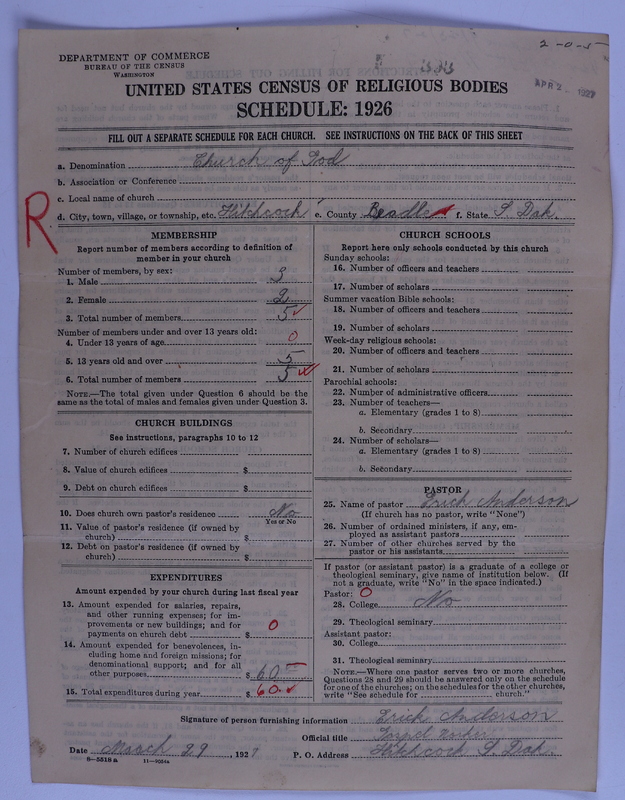 2-0-5
DEPARTMENT OF COMMERCE
BUREAU OF THE CENSUS
WASHINGTON
APR 2 1927
UNITED STATES CENSUS OF RELIGIOUS BODIES
SCHEDULE: 1926
FILL OUT A SEPARATE SCHEDULE FOR EACH CHURCH. SEE INSTRUCTIONS ON THE BACK OF THIS SHEET
a. Denomination Church of God
b. Association or Conference
c. Local name of church
d. City, town, village, or township, etc. Hitchcock e. County Beadle f. State S. Dak.
R
MEMBERSHIP
Report number of members according to definition of
member in your church
Number of members, by sex:
1. Male 3
2. Female 2
3. Total number of members 5
Number of members under and over 13 years old:
4. Under 13 years of age 0
5. 13 years old and over 5
6. Total number of members 5
NOTE.—The total given under Question 6 should be the
same as the total of males and females given under Question 3.
CHURCH BUILDINGS
See instructions, paragraphs 10 to 12
7. Number of church edifices
8. Value of church edifices $
9. Debt on church edifices $
10. Does church own pastor's residence No
Yes or No
11. Value of pastor's residence (if owned by
church) $
12. Debt on pastor's residence (if owned by
church) $
EXPENDITURES
Amount expended by your church during last fiscal year
13. Amount expended for salaries, repairs,
and other running expenses; for im-
provements or new buildings; and for
payments on church debt $ 0
14. Amount expended for benevolences, in-
cluding home and foreign missions; for
denominational support; and for all
other purposes $ 60
15. Total expenditures during year $ 60
CHURCH SCHOOLS
Report here only schools conducted by this church
Sunday schools:
16. Number of officers and teachers
17. Number of scholars
Summer vacation Bible schools:
18. Number of officers and teachers
19. Number of scholars
Week-day religious schools:
20. Number of officers and teachers
21. Number of scholars
Parochial schools:
22. Number of administrative officers
23. Number of teachers—
a. Elementary (grades 1 to 8)
b. Secondary
24. Number of scholars—
a. Elementary (grades 1 to 8)
b. Secondary
PASTOR
25. Name of pastor Erick Anderson
(If church has no pastor, write "None")
26. Number of ordained ministers, if any, em-
ployed as assistant pastors
27. Number of other churches served by the
pastor or his assistants
If pastor (or assistant pastor) is a graduate of a college or
theological seminary, give name of institution below. (If
not a graduate, write "No" in the space indicated.)
Pastor: 0
28. College No
29. Theological seminary
Assistant pastor:
30. College
31. Theological seminary
NOTE.—Where one pastor serves two or more churches,
Questions 28 and 29 should be answered only on the schedule
for one of the churches; on the schedules for the other churches,
write "See schedule for church."
Signature of person furnishing information Erick Anderson
Official title
Date March 29, 1927 P. O. Address Hitchcock S. Dak.
8-5518 a 11-9034a